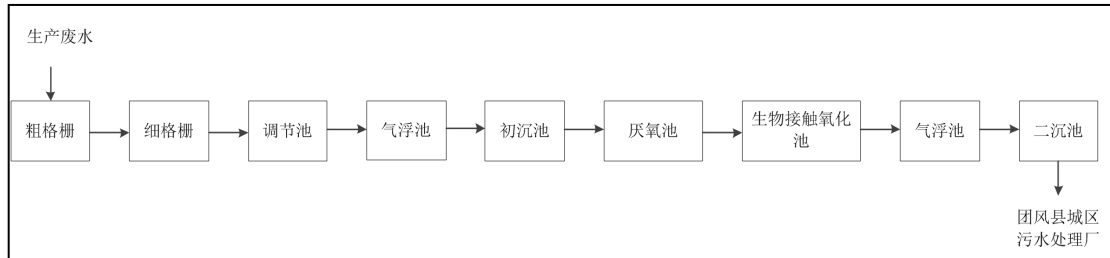 生产废水
粗格栅
细格栅
调节池
气浮池
初沉池
厌氧池
生物接触氧化
池
气浮池
二沉池
团风县城区
污水处理厂